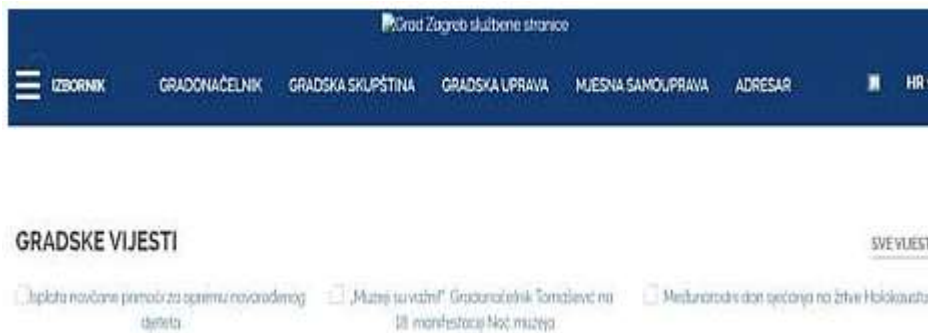 Grad Zagreb službene stranice
IZBORNIK GRADONAČELNIK GRADSKA SKUPŠTINA GRADSKA UPRAVA MJESNA SAMOUPRAVA ADRESAR HR
GRADSKE VIJESTI
SVE VIJESTI
Isplata novčane pomoći za opremu novorođenog
djeteta
„Muzeji su važni!“ Gradonačelnik Tomašević na
18. manifestaciji Noć muzeja
Međunarodni dan sjećanja na žrtve Holokausta